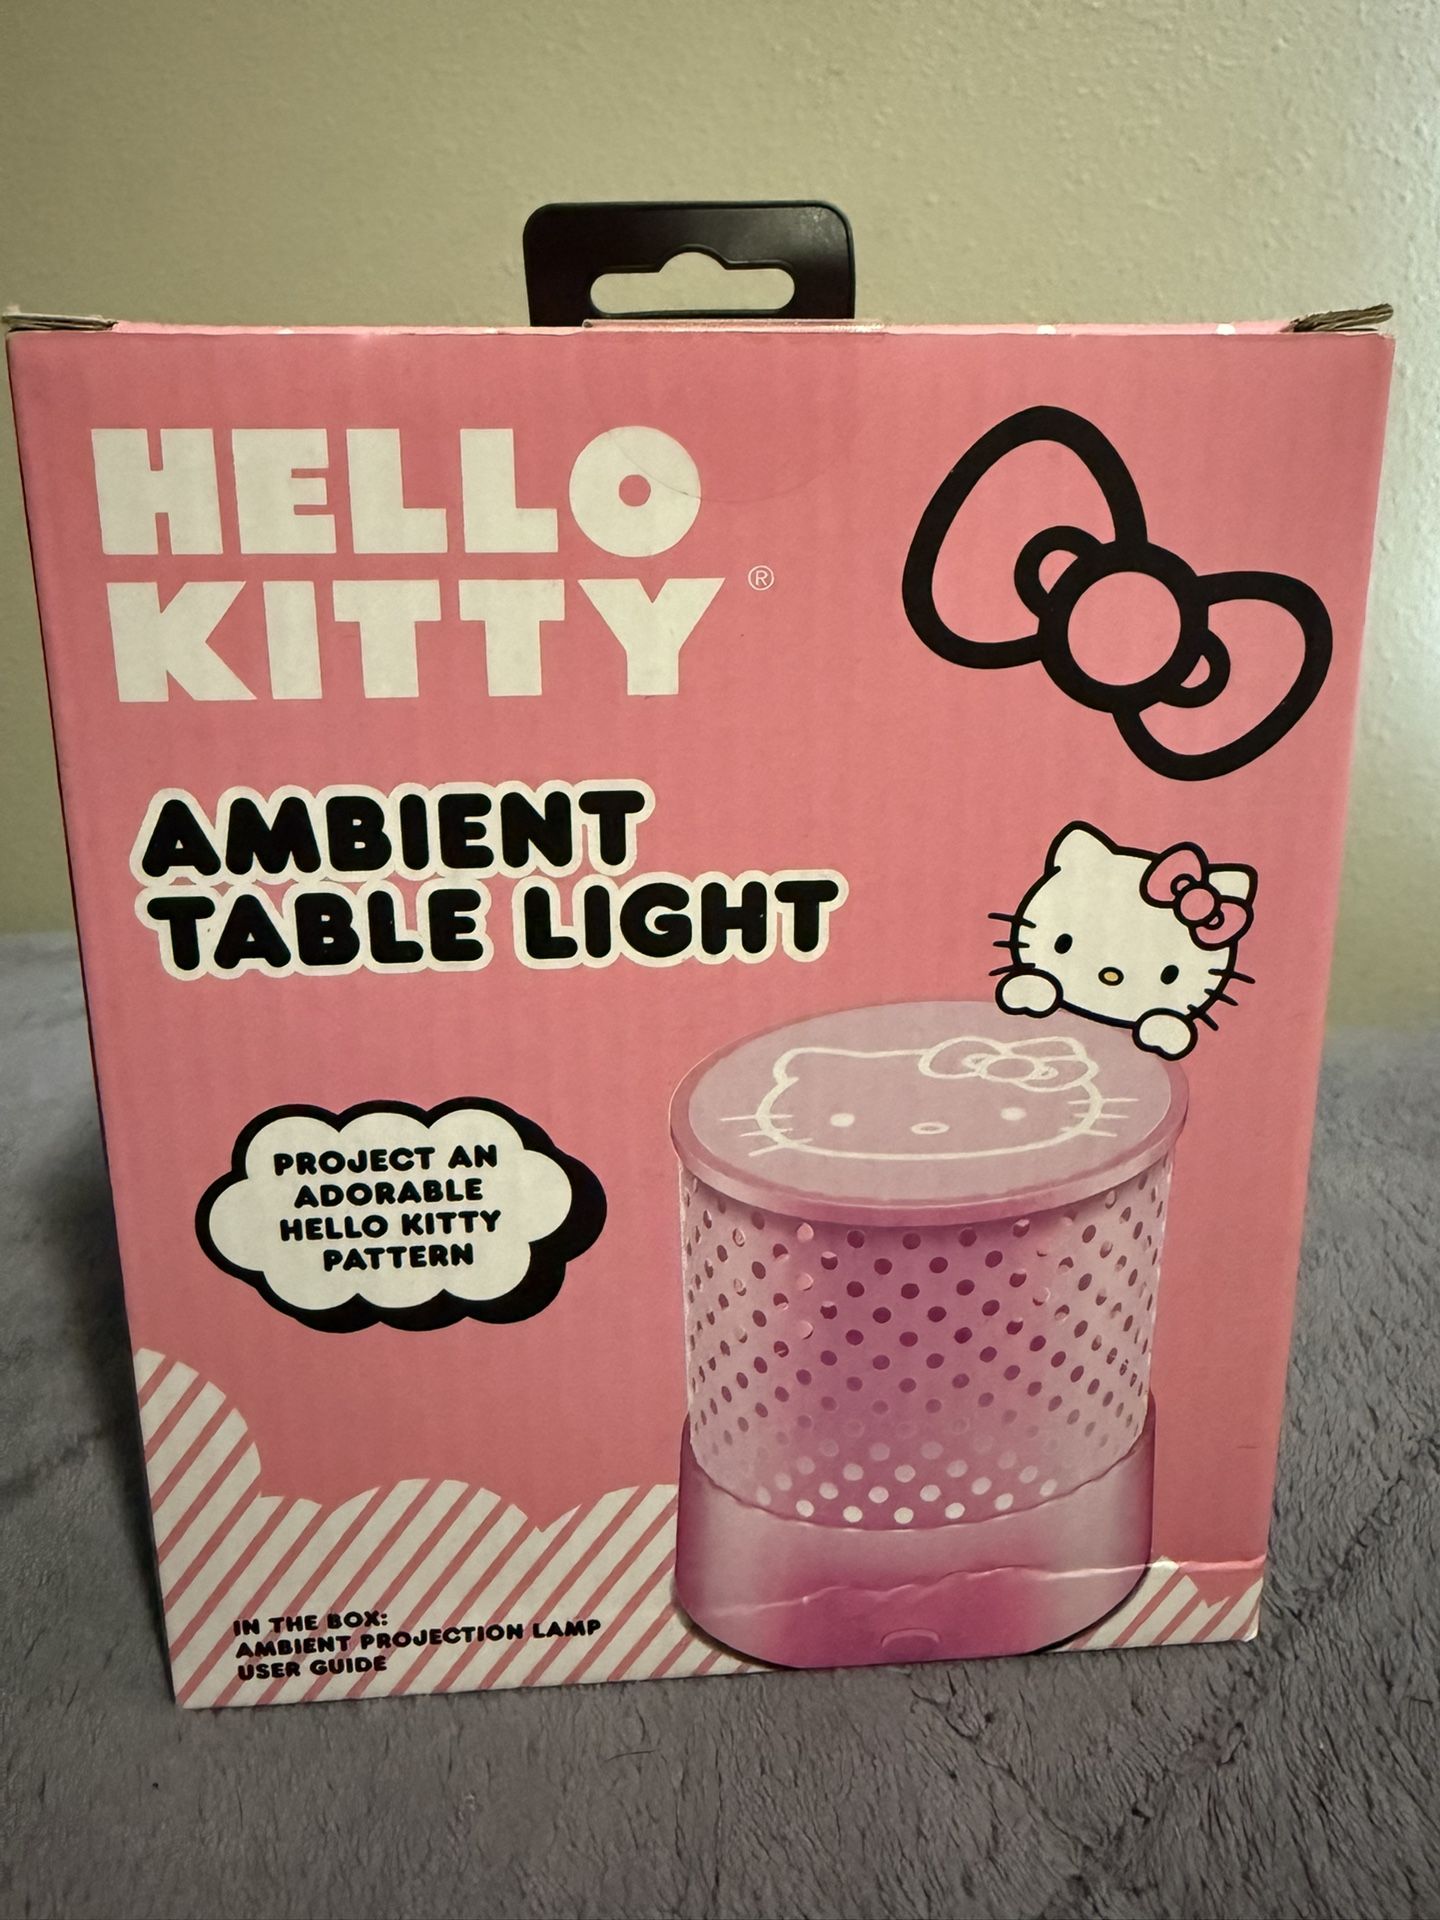 HELLO
KITTY®
AMBIENT
TABLE LIGHT
PROJECT AN
ADORABLE
HELLO KITTY
PATTERN
IN THE BOX:
AMBIENT PROJECTION LAMP
USER GUIDE